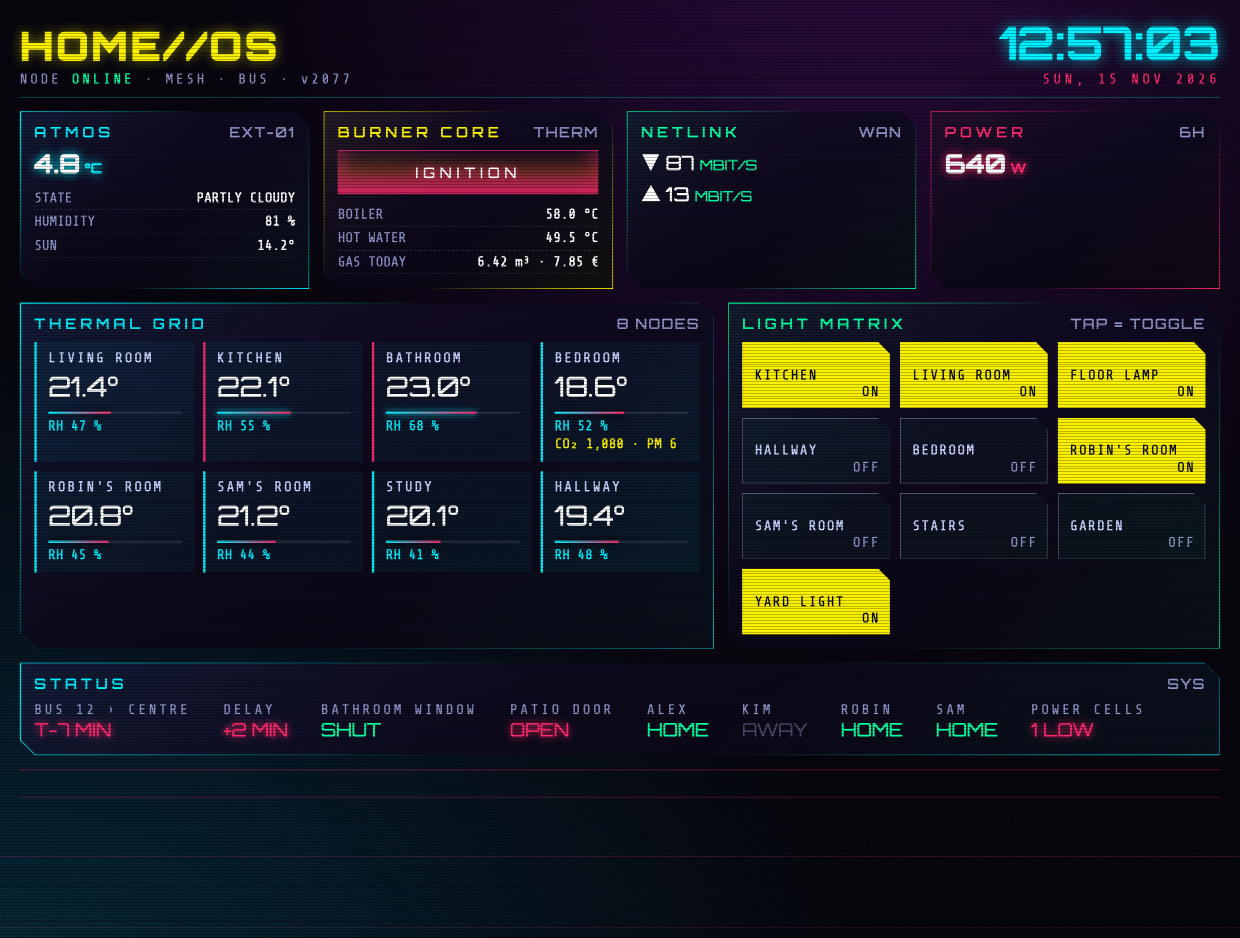 HOME//OS
12:57:03
NODE ONLINE · MESH · BUS · v2077
SUN, 15 NOV 2026
ATMOS EXT-01
4.8 °C
STATE PARTLY CLOUDY
HUMIDITY 81 %
SUN 14.2°
BURNER CORE THERM
IGNITION
BOILER 58.0 °C
HOT WATER 49.5 °C
GAS TODAY 6.42 m³ · 7.85 €
NETLINK WAN
▼ 87 MBIT/S
▲ 13 MBIT/S
POWER 6H
640 W
THERMAL GRID 8 NODES
LIVING ROOM
21.4°
RH 47 %
KITCHEN
22.1°
RH 55 %
BATHROOM
23.0°
RH 68 %
BEDROOM
18.6°
RH 52 %
CO₂ 1,080 · PM 6
ROBIN'S ROOM
20.8°
RH 45 %
SAM'S ROOM
21.2°
RH 44 %
STUDY
20.1°
RH 41 %
HALLWAY
19.4°
RH 48 %
LIGHT MATRIX TAP = TOGGLE
KITCHEN
ON
LIVING ROOM
ON
FLOOR LAMP
ON
HALLWAY
OFF
BEDROOM
OFF
ROBIN'S ROOM
ON
SAM'S ROOM
OFF
STAIRS
OFF
GARDEN
OFF
YARD LIGHT
ON
STATUS SYS
BUS 12 › CENTRE
T-7 MIN
DELAY
+2 MIN
BATHROOM WINDOW
SHUT
PATIO DOOR
OPEN
ALEX
HOME
KIM
AWAY
ROBIN
HOME
SAM
HOME
POWER CELLS
1 LOW